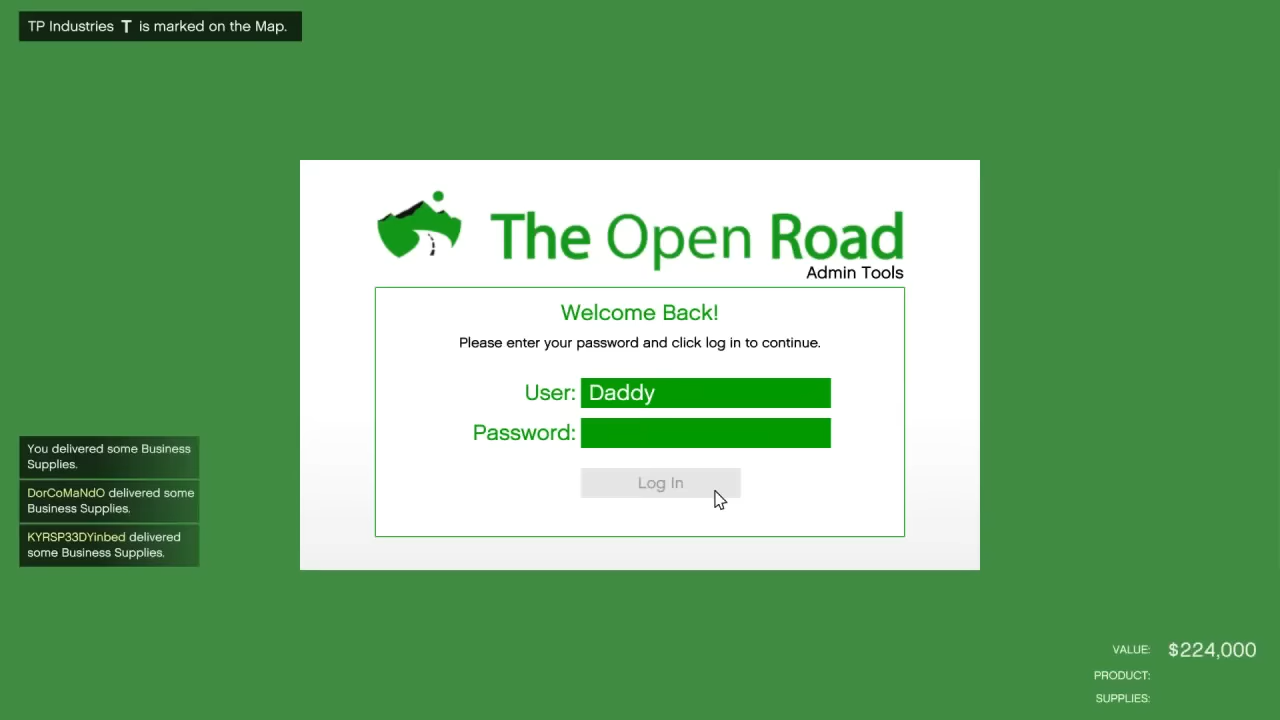 TP Industries T is marked on the Map.
The Open Road
Admin Tools
Welcome Back!
Please enter your password and click log in to continue.
User: Daddy
Password:
Log In
You delivered some Business
Supplies.
DorCoMaNdO delivered some
Business Supplies.
KYRSP33DYinbed delivered
some Business Supplies.
VALUE: $224,000
PRODUCT:
SUPPLIES: